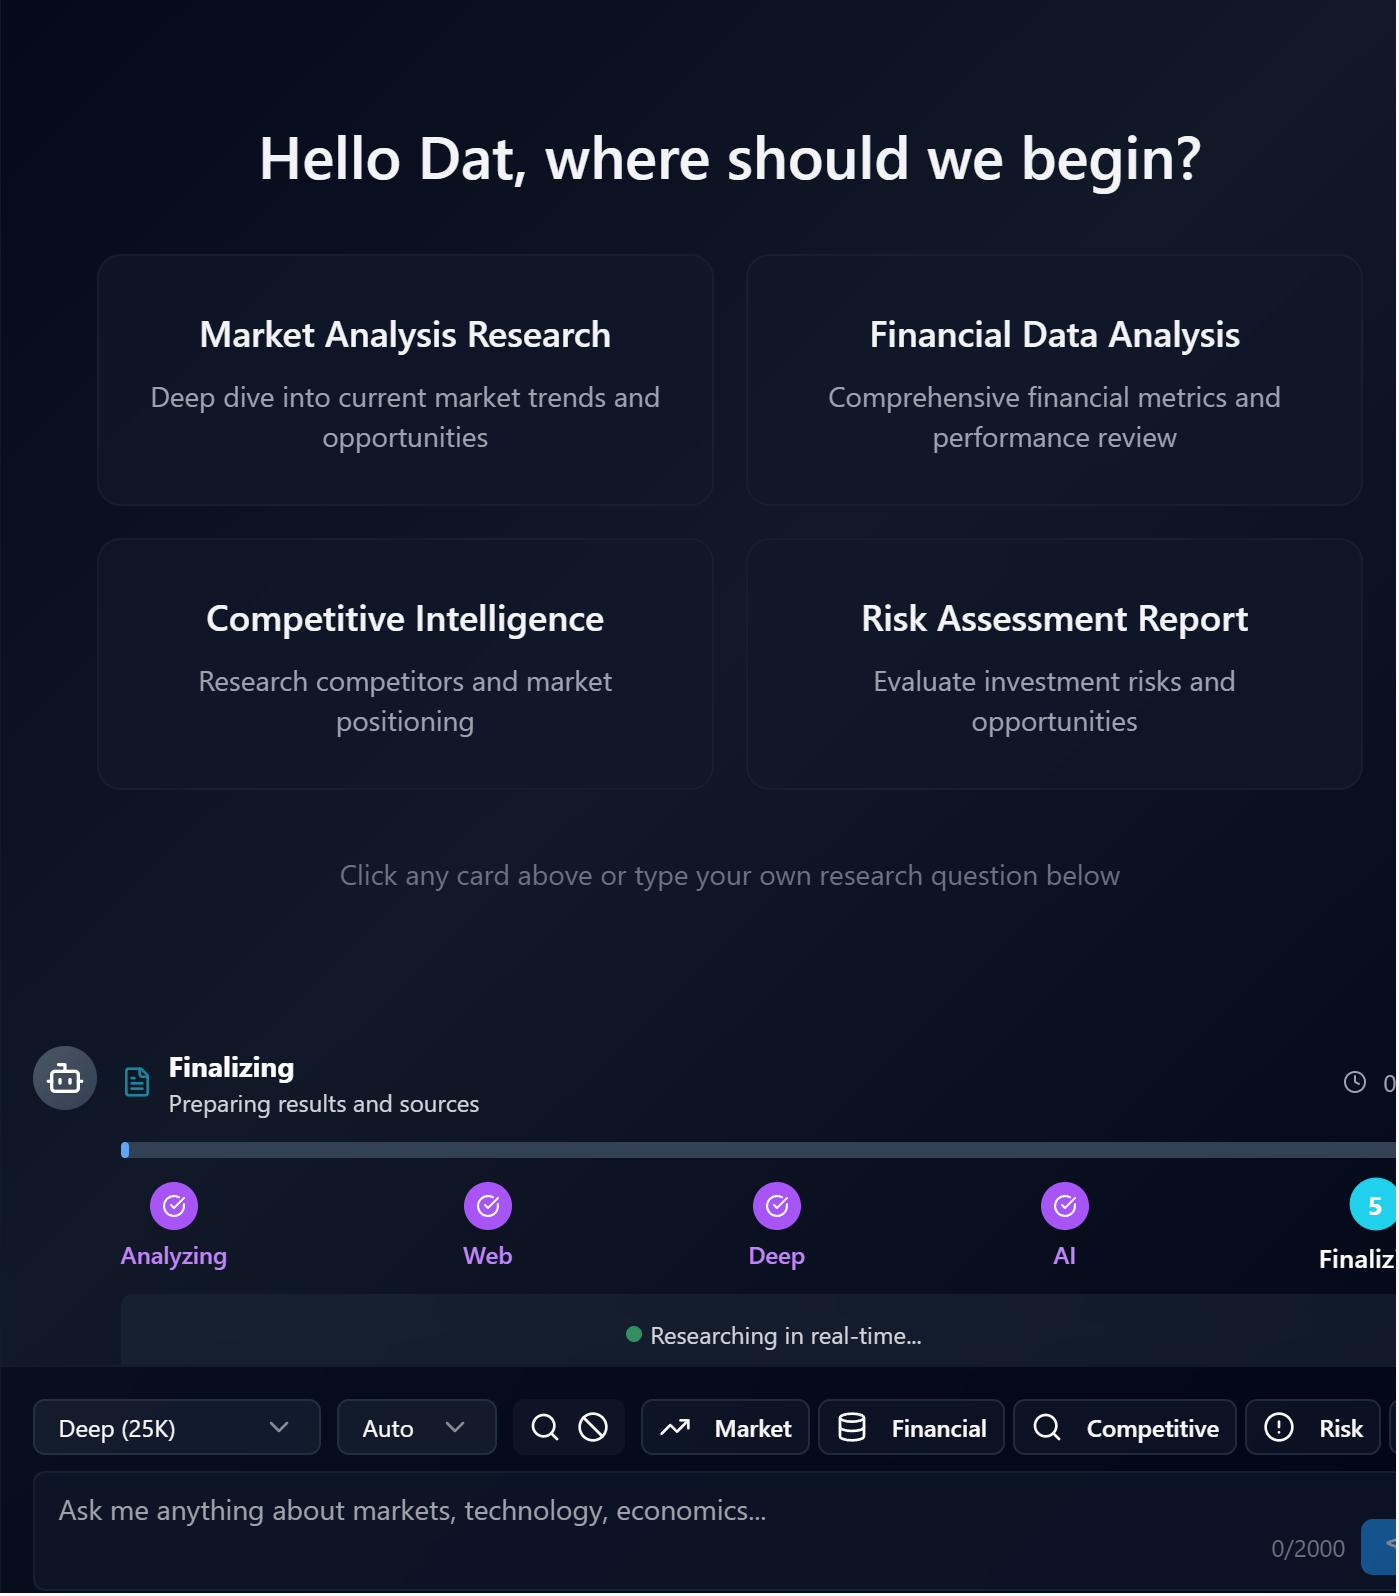 Hello Dat, where should we begin?
Market Analysis Research
Deep dive into current market trends and
opportunities
Financial Data Analysis
Comprehensive financial metrics and
performance review
Competitive Intelligence
Research competitors and market
positioning
Risk Assessment Report
Evaluate investment risks and
opportunities
Click any card above or type your own research question below
Finalizing
Preparing results and sources
0
5
Analyzing
Web
Deep
AI
Finaliz
Researching in real-time...
Deep (25K)
Auto
Market
Financial
Competitive
Risk
Ask me anything about markets, technology, economics...
0/2000